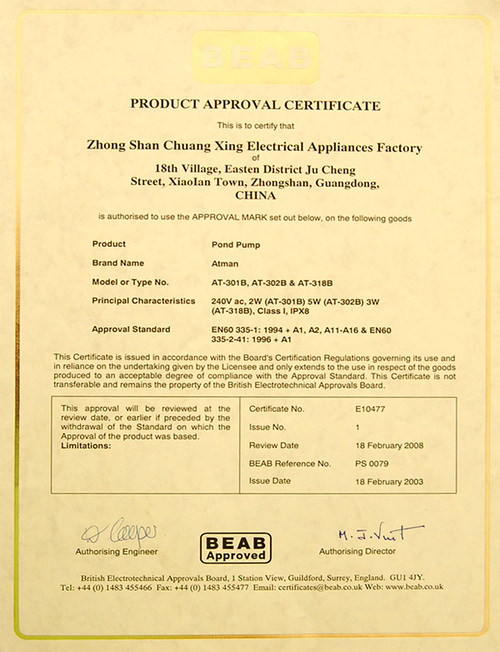 BEAB
PRODUCT APPROVAL CERTIFICATE
This is to certify that
Zhong Shan Chuang Xing Electrical Appliances Factory
of
18th Village, Easten District Ju Cheng
Street, XiaoIan Town, Zhongshan, Guangdong,
CHINA
is authorised to use the APPROVAL MARK set out below, on the following goods
Product Pond Pump
Brand Name Atman
Model or Type No. AT-301B, AT-302B & AT-318B
Principal Characteristics 240V ac, 2W (AT-301B) 5W (AT-302B) 3W
(AT-318B), Class I, IPX8
Approval Standard EN60 335-1: 1994 + A1, A2, A11-A16 & EN60
335-2-41: 1996 + A1
This Certificate is issued in accordance with the Board's Certification Regulations governing its use and
in reliance on the undertaking given by the Licensee and only extends to the use in respect of the goods
produced to an acceptable degree of compliance with the Approval Standard. This Certificate is not
transferable and remains the property of the British Electrotechnical Approvals Board.
This approval will be reviewed at the
review date, or earlier if preceded by the
withdrawal of the Standard on which the
Approval of the product was based.
Limitations:
Certificate No. E10477
Issue No. 1
Review Date 18 February 2008
BEAB Reference No. PS 0079
Issue Date 18 February 2003
Authorising Engineer
BEAB
Approved
M. J. Vint
Authorising Director
British Electrotechnical Approvals Board, 1 Station View, Guildford, Surrey, England. GU1 4JY.
Tel: +44 (0) 1483 455466 Fax: +44 (0) 1483 455477 Email: certificates@beab.co.uk Web: www.beab.co.uk